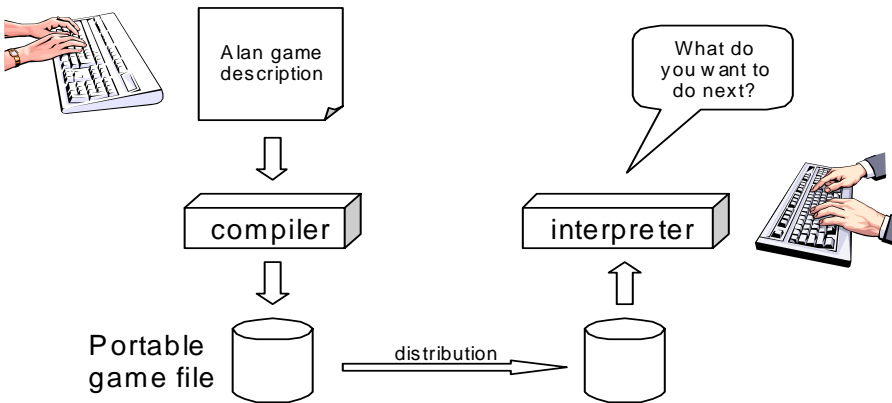 Alan game
description
What do
you want to
do next?
compiler
interpreter
Portable
game file
distribution